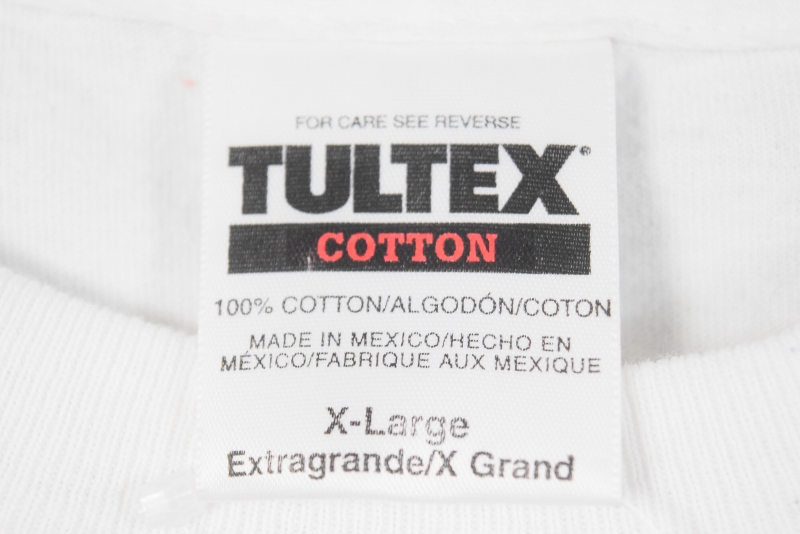 FOR CARE SEE REVERSE
TULTEX®
COTTON
100% COTTON/ALGODÓN/COTON
MADE IN MEXICO/HECHO EN
MÉXICO/FABRIQUE AUX MEXIQUE
X-Large
Extragrande/X Grand